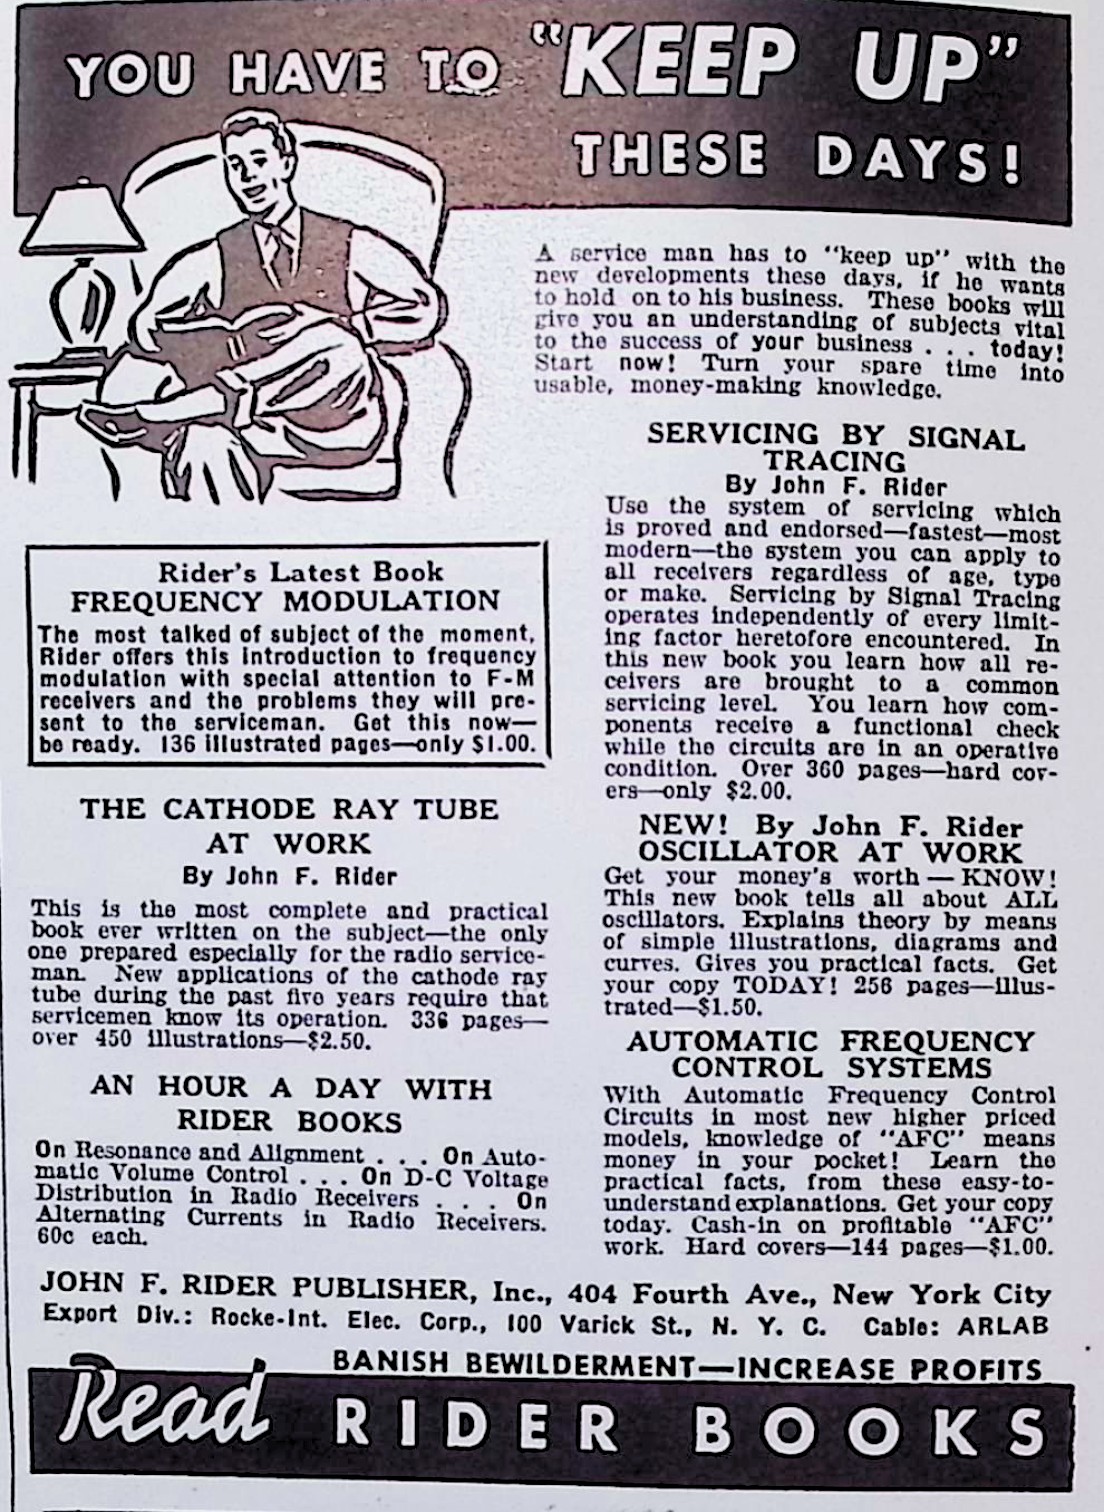 YOU HAVE TO "KEEP UP"
THESE DAYS!
A service man has to "keep up" with the
new developments these days, if he wants
to hold on to his business. These books will
give you an understanding of subjects vital
to the success of your business . . . today!
Start now! Turn your spare time into
usable, money-making knowledge.
Rider's Latest Book
FREQUENCY MODULATION
The most talked of subject of the moment,
Rider offers this introduction to frequency
modulation with special attention to F-M
receivers and the problems they will pre-
sent to the serviceman. Get this now—
be ready. 136 illustrated pages—only $1.00.
THE CATHODE RAY TUBE
AT WORK
By John F. Rider
This is the most complete and practical
book ever written on the subject—the only
one prepared especially for the radio service-
man. New applications of the cathode ray
tube during the past five years require that
servicemen know its operation. 336 pages—
over 450 illustrations—$2.50.
AN HOUR A DAY WITH
RIDER BOOKS
On Resonance and Alignment . . . On Auto-
matic Volume Control . . . On D-C Voltage
Distribution in Radio Receivers . . . On
Alternating Currents in Radio Receivers.
60c each.
SERVICING BY SIGNAL
TRACING
By John F. Rider
Use the system of servicing which
is proved and endorsed—fastest—most
modern—the system you can apply to
all receivers regardless of age, type
or make. Servicing by Signal Tracing
operates independently of every limit-
ing factor heretofore encountered. In
this new book you learn how all re-
ceivers are brought to a common
servicing level. You learn how com-
ponents receive a functional check
while the circuits are in an operative
condition. Over 360 pages—hard cov-
ers—only $2.00.
NEW! By John F. Rider
OSCILLATOR AT WORK
Get your money's worth—KNOW!
This new book tells all about ALL
oscillators. Explains theory by means
of simple illustrations, diagrams and
curves. Gives you practical facts. Get
your copy TODAY! 256 pages—illus-
trated—$1.50.
AUTOMATIC FREQUENCY
CONTROL SYSTEMS
With Automatic Frequency Control
Circuits in most new higher priced
models, knowledge of "AFC" means
money in your pocket! Learn the
practical facts, from these easy-to-
understand explanations. Get your copy
today. Cash-in on profitable "AFC"
work. Hard covers—144 pages—$1.00.
JOHN F. RIDER PUBLISHER, Inc., 404 Fourth Ave., New York City
Export Div.: Rocke-Int. Elec. Corp., 100 Varick St., N. Y. C. Cable: ARLAB
BANISH BEWILDERMENT—INCREASE PROFITS
Read RIDER BOOKS